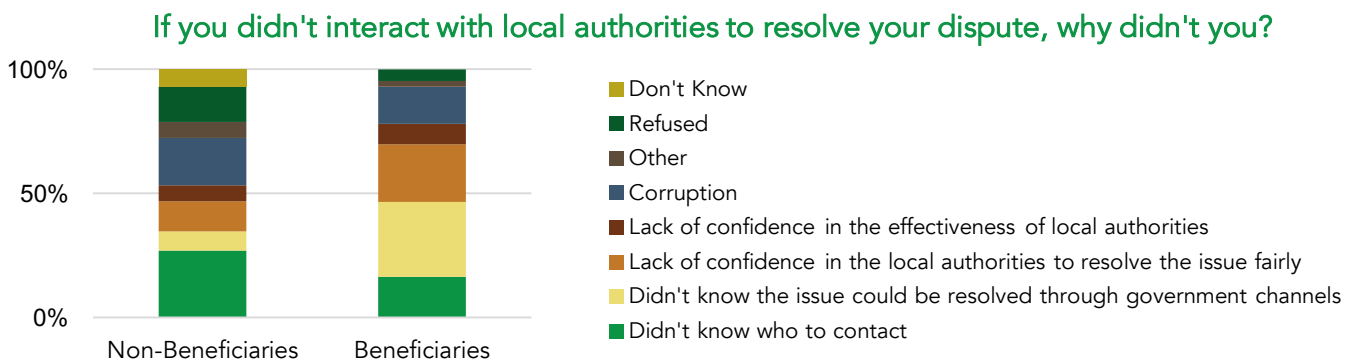 If you didn't interact with local authorities to resolve your dispute, why didn't you?
100%
50%
0%
Non-Beneficiaries
Beneficiaries
Don't Know
Refused
Other
Corruption
Lack of confidence in the effectiveness of local authorities
Lack of confidence in the local authorities to resolve the issue fairly
Didn't know the issue could be resolved through government channels
Didn't know who to contact